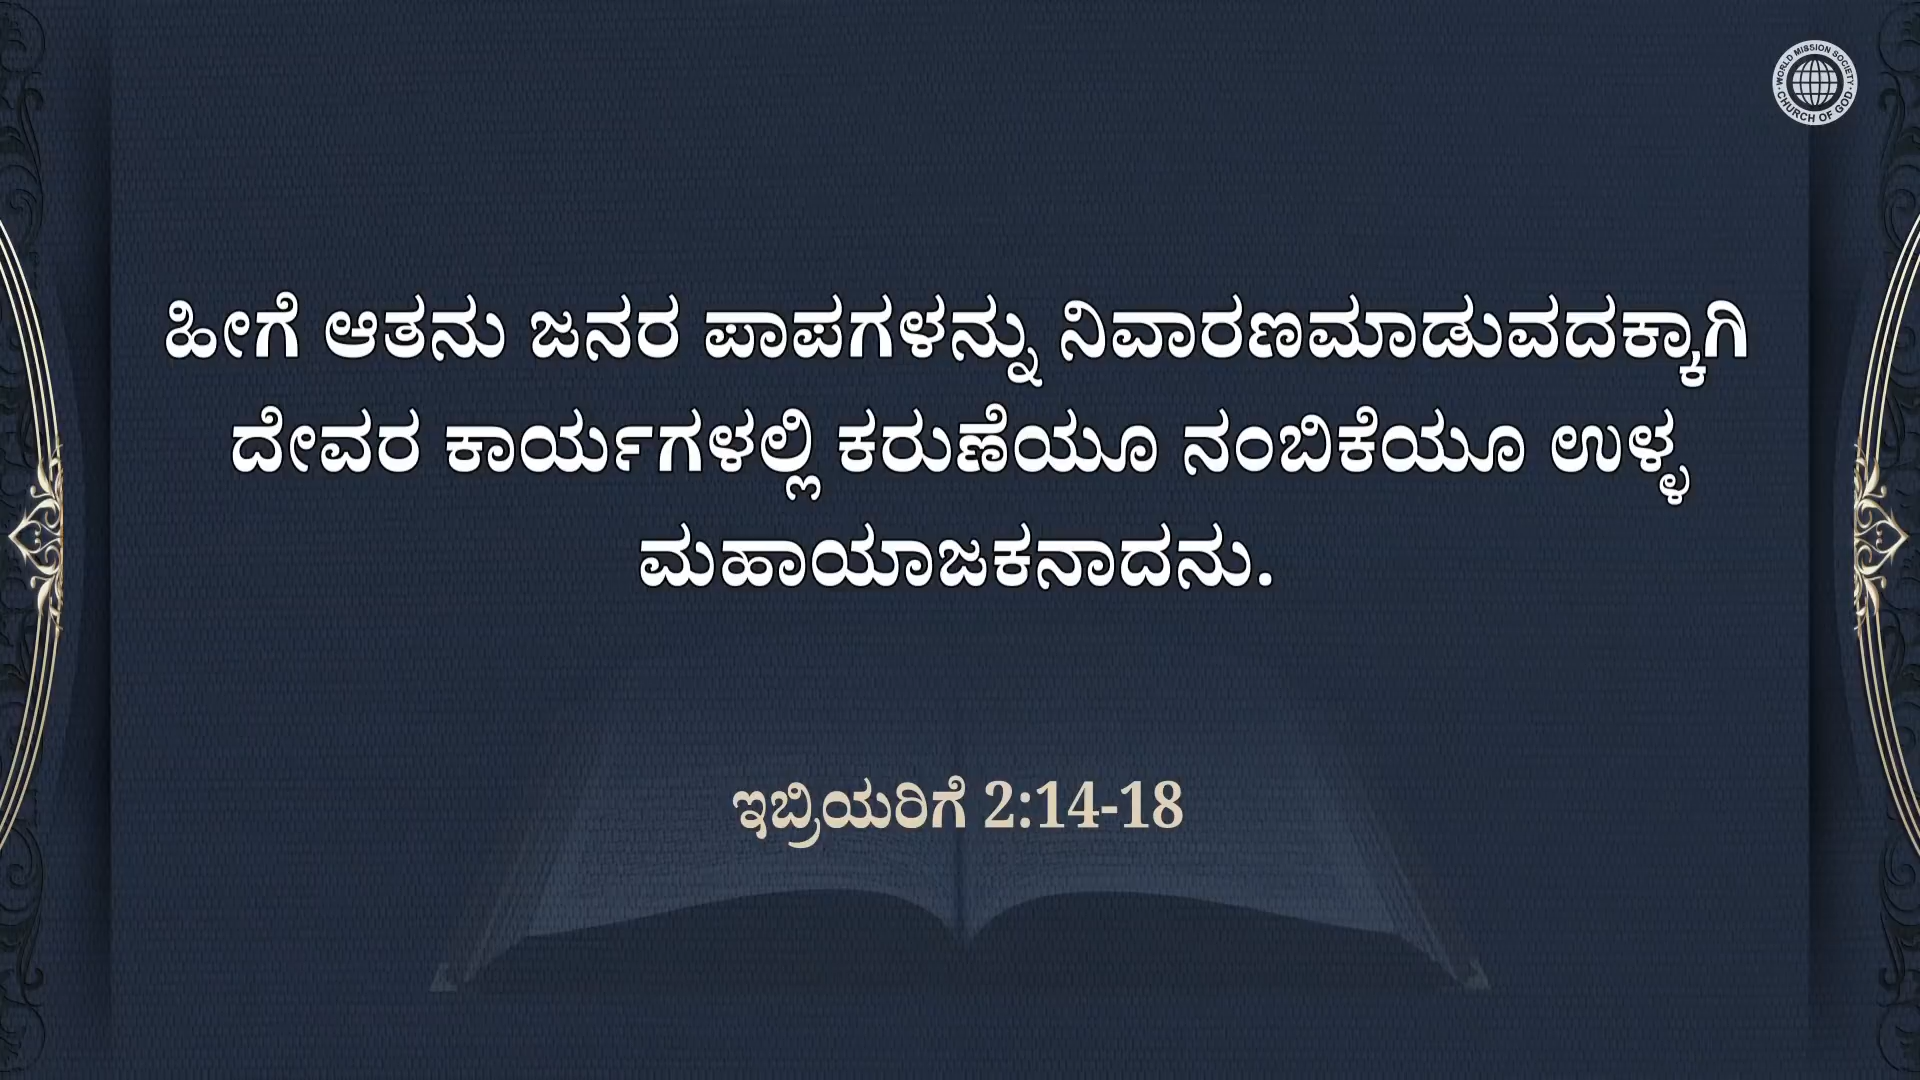 WORLD MISSION SOCIETY
CHURCH OF GOD
ಹೀಗೆ ಆತನು ಜನರ ಪಾಪಗಳನ್ನು ನಿವಾರಣಮಾಡುವದಕ್ಕಾಗಿ
ದೇವರ ಕಾರ್ಯಗಳಲ್ಲಿ ಕರುಣೆಯೂ ನಂಬಿಕೆಯೂ ಉಳ್ಳ
ಮಹಾಯಾಜಕನಾದನು.
ಇಬ್ರಿಯರಿಗೆ 2:14-18